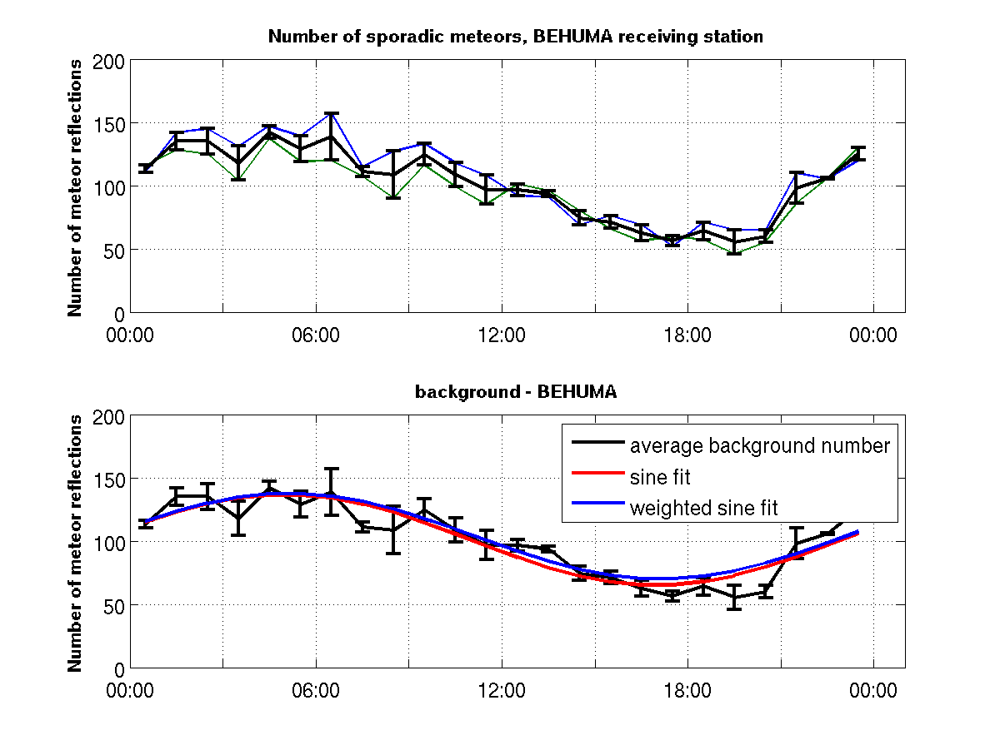 Number of sporadic meteors, BEHUMA receiving station
Number of meteor reflections
200
150
100
50
0
00:00 06:00 12:00 18:00 00:00
background - BEHUMA
Number of meteor reflections
200
150
100
50
0
average background number
sine fit
weighted sine fit
00:00 06:00 12:00 18:00 00:00